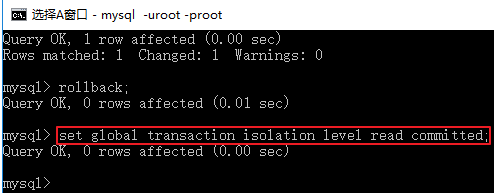 选择A窗口 - mysql  -uroot -proot
Query OK, 1 row affected (0.00 sec)
Rows matched: 1  Changed: 1  Warnings: 0
mysql> rollback;
Query OK, 0 rows affected (0.01 sec)
mysql> set global transaction isolation level read committed;
Query OK, 0 rows affected (0.00 sec)
mysql>